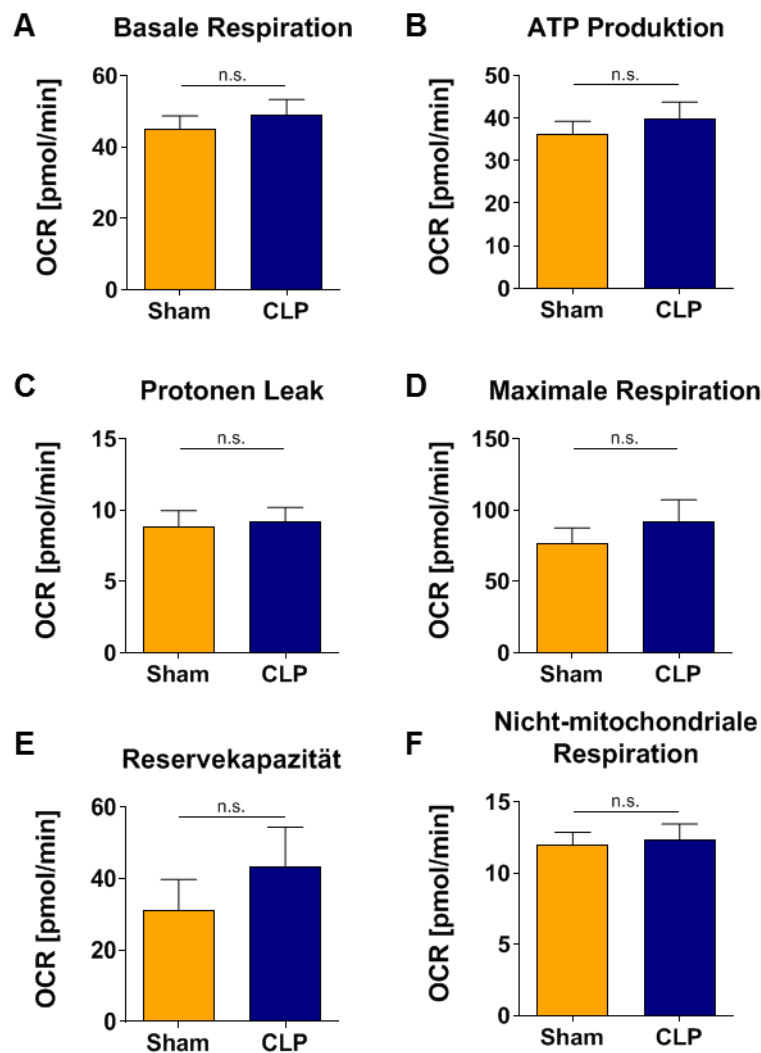 A
Basale Respiration
OCR [pmol/min]
60
40
20
0
n.s.
Sham CLP
B
ATP Produktion
OCR [pmol/min]
50
40
30
20
10
0
n.s.
Sham CLP
C
Protonen Leak
OCR [pmol/min]
15
10
5
0
n.s.
Sham CLP
D
Maximale Respiration
OCR [pmol/min]
150
100
50
0
n.s.
Sham CLP
E
Reservekapazität
OCR [pmol/min]
60
40
20
0
n.s.
Sham CLP
F
Nicht-mitochondriale
Respiration
OCR [pmol/min]
15
10
5
0
n.s.
Sham CLP